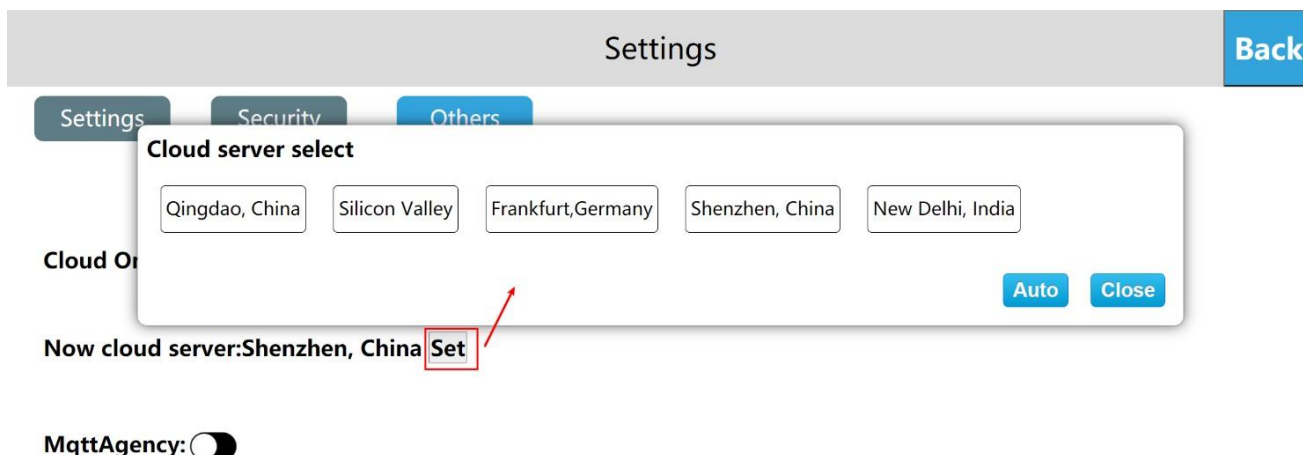 Settings
Back
Settings Security Others
Cloud server select
Qingdao, China Silicon Valley Frankfurt,Germany Shenzhen, China New Delhi, India
Cloud
Auto Close
Now cloud server:Shenzhen, China Set
MqttAgency: